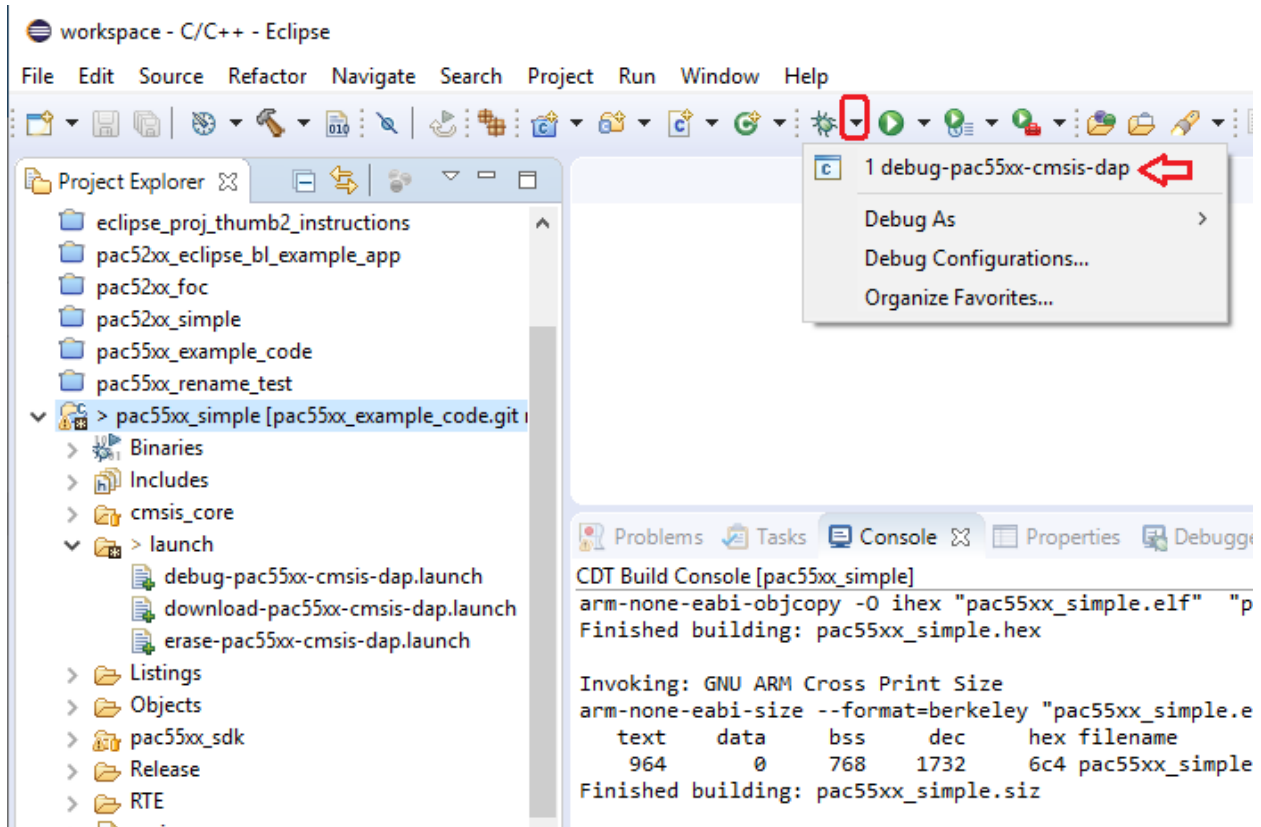 workspace - C/C++ - Eclipse
File Edit Source Refactor Navigate Search Project Run Window Help
010
Project Explorer
1 debug-pac55xx-cmsis-dap
Debug As
Debug Configurations...
Organize Favorites...
eclipse_proj_thumb2_instructions
pac52xx_eclipse_bl_example_app
pac52xx_foc
pac52xx_simple
pac55xx_example_code
pac55xx_rename_test
> pac55xx_simple [pac55xx_example_code.git
Binaries
Includes
cmsis_core
> launch
debug-pac55xx-cmsis-dap.launch
download-pac55xx-cmsis-dap.launch
erase-pac55xx-cmsis-dap.launch
Listings
Objects
pac55xx_sdk
Release
RTE
Problems Tasks Console Properties Debugge
CDT Build Console [pac55xx_simple]
arm-none-eabi-objcopy -O ihex "pac55xx_simple.elf" "p
Finished building: pac55xx_simple.hex
Invoking: GNU ARM Cross Print Size
arm-none-eabi-size --format=berkeley "pac55xx_simple.e
text data bss dec hex filename
964 0 768 1732 6c4 pac55xx_simple
Finished building: pac55xx_simple.siz